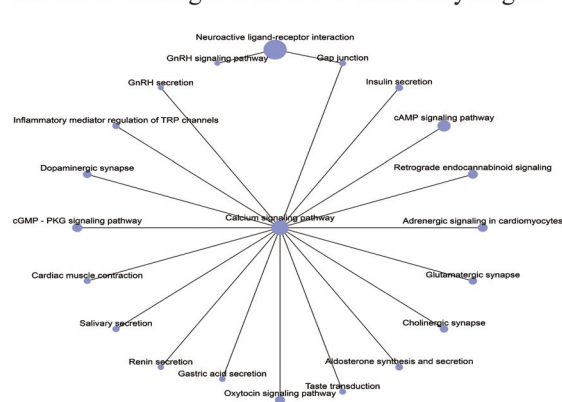 Neuroactive ligand-receptor interaction
GnRH signaling pathway
Gap junction
GnRH secretion
Insulin secretion
Inflammatory mediator regulation of TRP channels
cAMP signaling pathway
Dopaminergic synapse
Retrograde endocannabinoid signaling
Calcium signaling pathway
cGMP - PKG signaling pathway
Adrenergic signaling in cardiomyocytes
Cardiac muscle contraction
Glutamatergic synapse
Salivary secretion
Cholinergic synapse
Renin secretion
Aldosterone synthesis and secretion
Gastric acid secretion
Taste transduction
Oxytocin signaling pathway